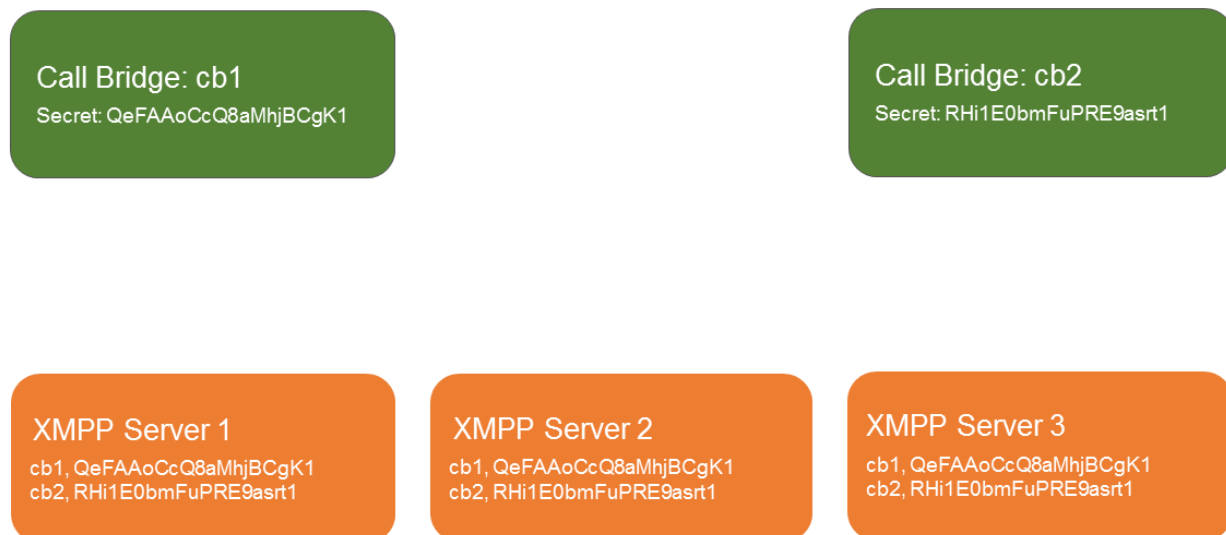 Call Bridge: cb1
Secret: QeFAAoCcQ8aMhjBCgK1
Call Bridge: cb2
Secret: RHi1E0bmFuPRE9asrt1
XMPP Server 1
cb1, QeFAAoCcQ8aMhjBCgK1
cb2, RHi1E0bmFuPRE9asrt1
XMPP Server 2
cb1, QeFAAoCcQ8aMhjBCgK1
cb2, RHi1E0bmFuPRE9asrt1
XMPP Server 3
cb1, QeFAAoCcQ8aMhjBCgK1
cb2, RHi1E0bmFuPRE9asrt1